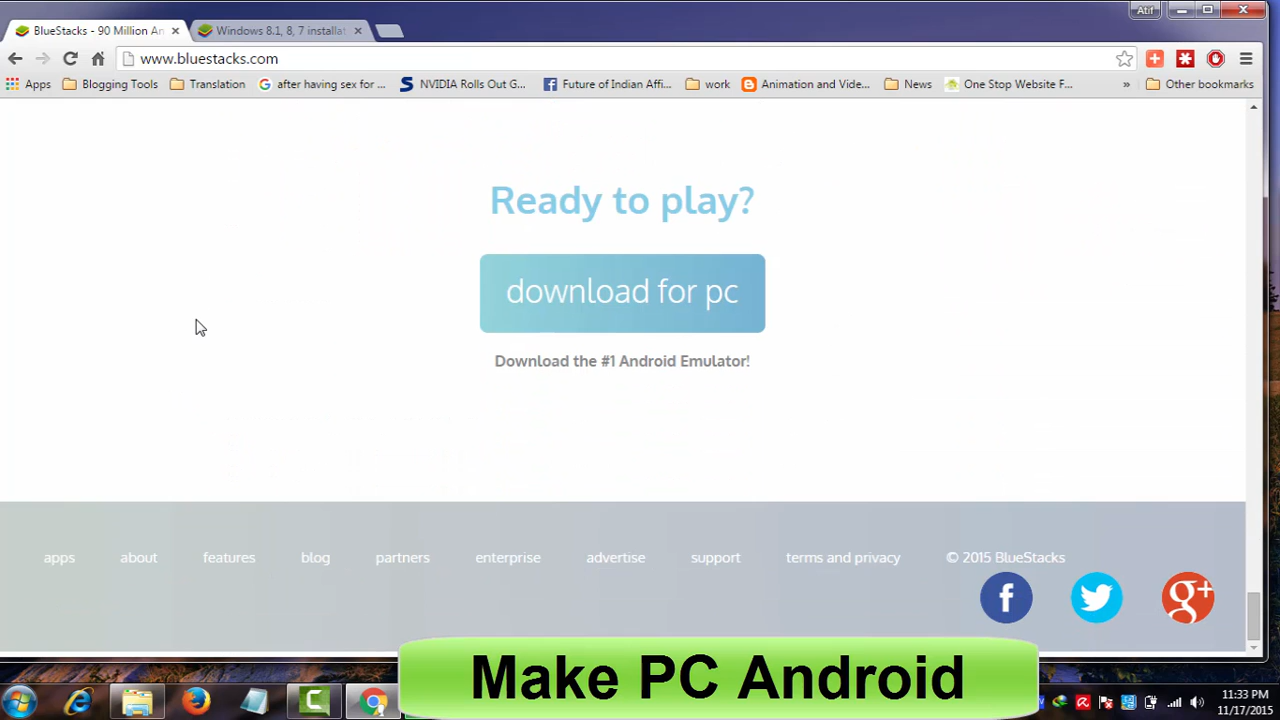 Atif
BlueStacks - 90 Million An
Windows 8.1, 8, 7 installat
www.bluestacks.com
Apps
Blogging Tools
Translation
after having sex for ...
NVIDIA Rolls Out G...
Future of Indian Affi...
work
Animation and Vide...
News
One Stop Website F...
»
Other bookmarks
Ready to play?
download for pc
Download the #1 Android Emulator!
apps about features blog partners enterprise advertise support terms and privacy © 2015 BlueStacks
Make PC Android
11:33 PM
11/17/2015